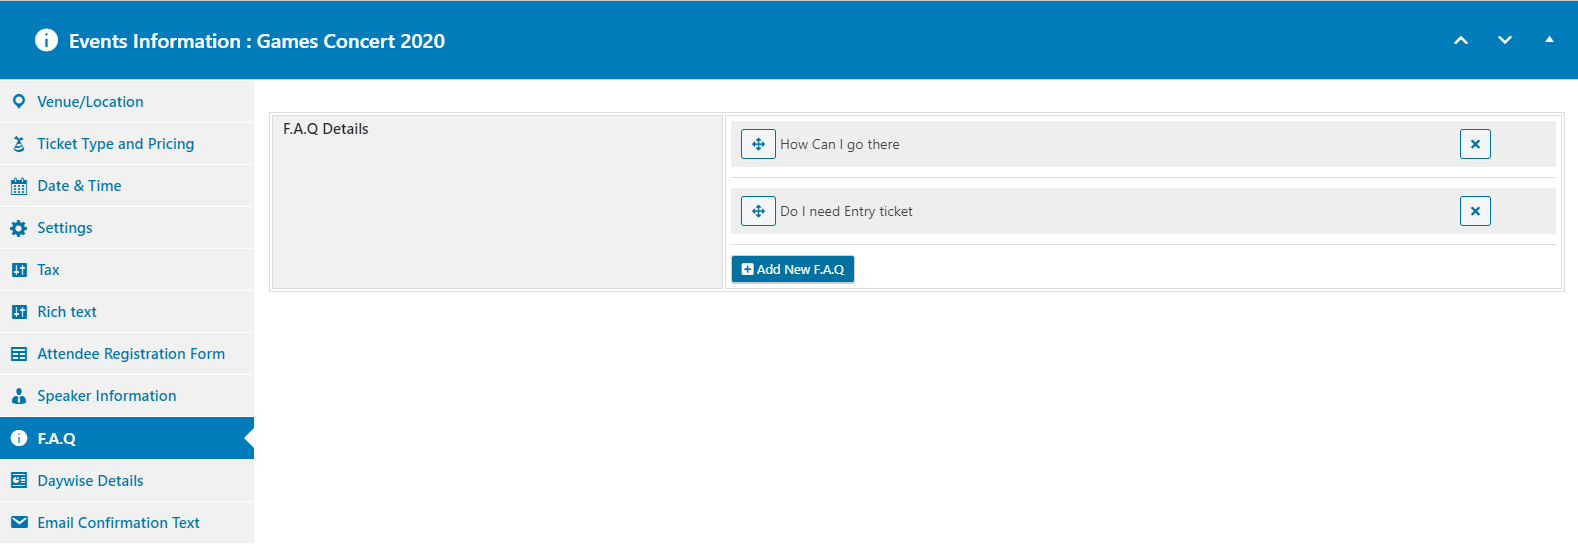 Events Information : Games Concert 2020
Venue/Location
Ticket Type and Pricing
Date & Time
Settings
Tax
Rich text
Attendee Registration Form
Speaker Information
F.A.Q
Daywise Details
Email Confirmation Text
F.A.Q Details
How Can I go there
Do I need Entry ticket
Add New F.A.Q